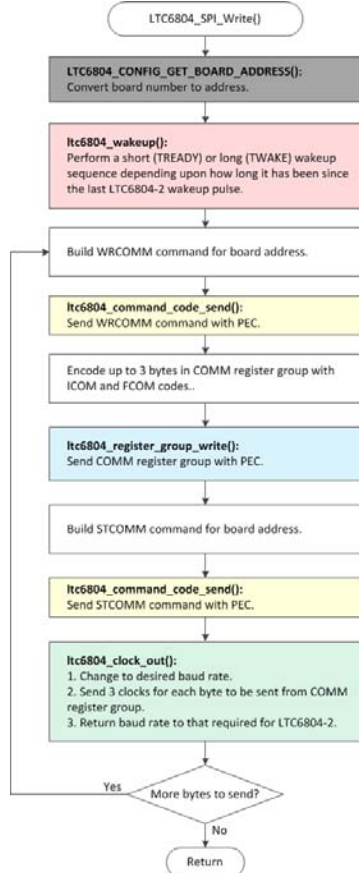 LTC6804_SPI_Write()
LTC6804_CONFIG_GET_BOARD_ADDRESS():
Convert board number to address.
ltc6804_wakeup():
Perform a short (TREADY) or long (TWAKE) wakeup
sequence depending upon how long it has been since
the last LTC6804-2 wakeup pulse.
Build WRCOMM command for board address.
ltc6804_command_code_send():
Send WRCOMM command with PEC.
Encode up to 3 bytes in COMM register group with
ICOM and FCOM codes..
ltc6804_register_group_write():
Send COMM register group with PEC.
Build STCOMM command for board address.
ltc6804_command_code_send():
Send STCOMM command with PEC.
ltc6804_clock_out():
1. Change to desired baud rate.
2. Send 3 clocks for each byte to be sent from COMM
register group.
3. Return baud rate to that required for LTC6804-2.
Yes
More bytes to send?
No
Return